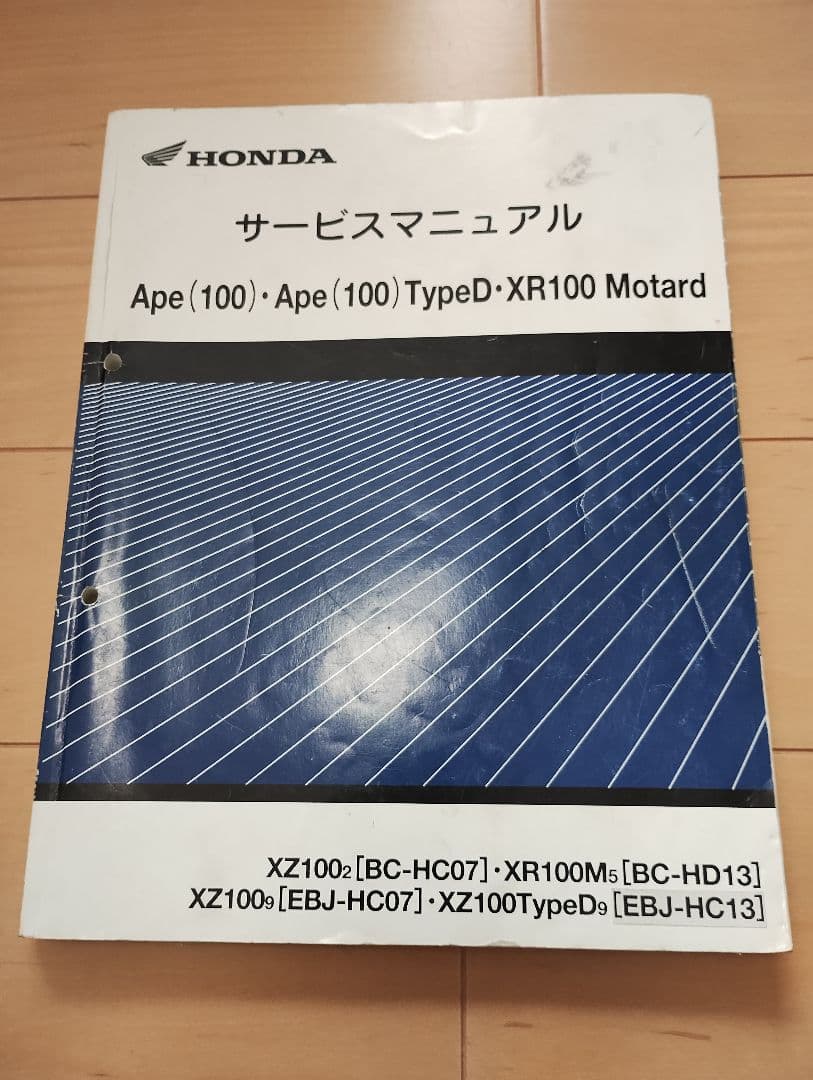 HONDA
サービスマニュアル
Ape(100)・Ape(100)TypeD・XR100 Motard
XZ1002[BC-HC07]・XR100M5[BC-HD13]
XZ1009[EBJ-HC07]・XZ100TypeD9[EBJ-HC13]